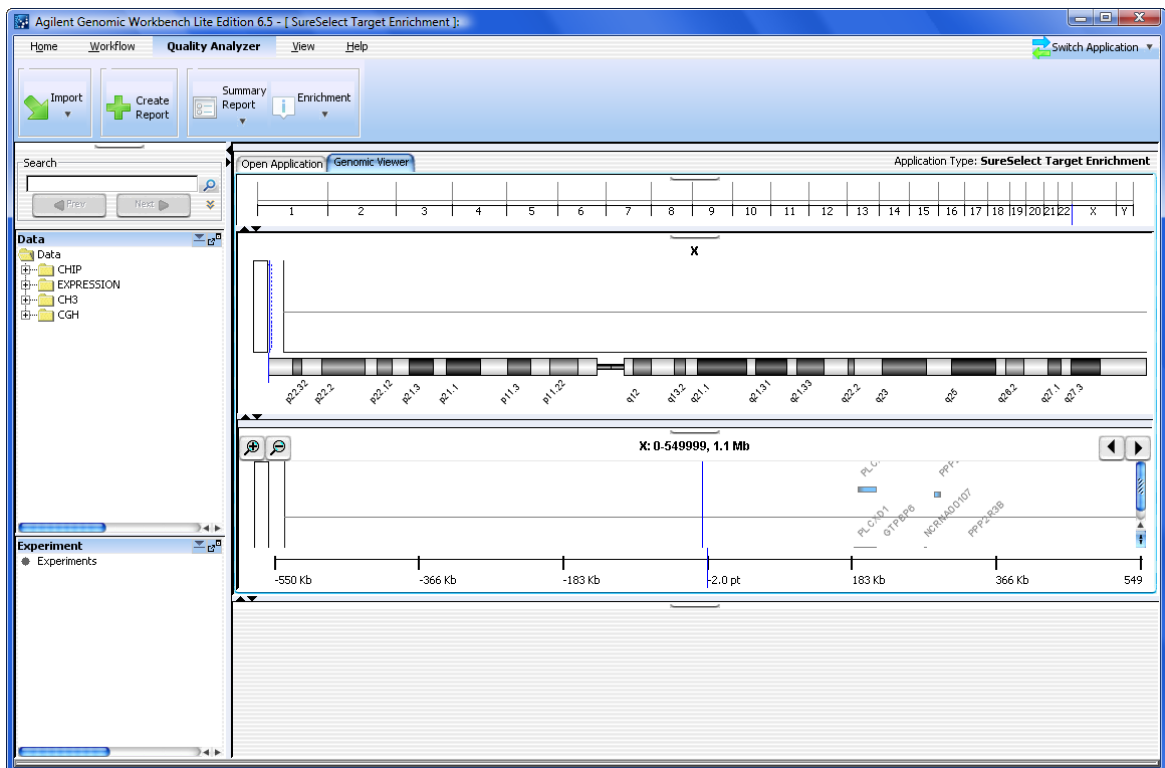 Agilent Genomic Workbench Lite Edition 6.5 - [ SureSelect Target Enrichment ]:
Home Workflow Quality Analyzer View Help Switch Application
Import Create Report Summary Report Enrichment
Search
Prev Next
Open Application Genomic Viewer Application Type: SureSelect Target Enrichment
1 2 3 4 5 6 7 8 9 10 11 12 13 14 15 16 17 18 19 20 21 22 X Y
Data
Data
CHIP
EXPRESSION
CH3
CGH
X
p22.32 p22.2 p22.12 p21.3 p21.1 p11.3 p11.22 q12 q13.2 q21.1 q21.31 q21.33 q22.2 q23 q25 q26.2 q27.1 q27.3
X: 0-549999, 1.1 Mb
PLCXD1 GTPBP6 NCRNA00107 PPP2R3B
-550 Kb -366 Kb -183 Kb -2.0 pt 183 Kb 366 Kb 549
Experiment
Experiments